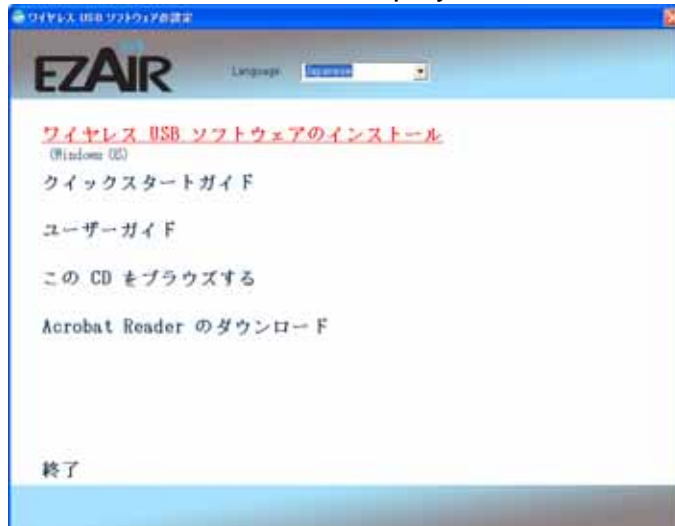 ワイヤレス USB ソフトウェアの設定
EZAiR
Language Japanese
ワイヤレス USB ソフトウェアのインストール
(Windows OS)
クイックスタートガイド
ユーザーガイド
この CD をブラウズする
Acrobat Reader のダウンロード
終了